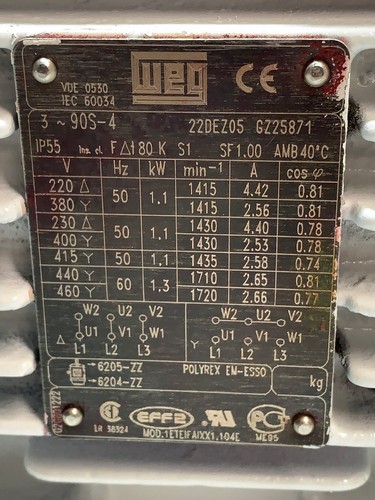 VDE 0530
IEC 60034
WEG CE
3 ~ 90S-4 22DEZ05 GZ25871
IP55 Ins. cl. F Δt 80 K S1 SF1.00 AMB40°C
V Hz kW min⁻¹ A cos φ
220 Δ 50 1.1 1415 4.42 0.81
380 Y 1415 2.56 0.81
230 Δ 50 1.1 1430 4.40 0.78
400 Y 1430 2.53 0.78
415 Y 50 1.1 1435 2.58 0.74
440 Y 60 1.3 1710 2.65 0.81
460 Y 1720 2.66 0.77
W2 U2 V2 W2 U2 V2
U1 V1 W1 U1 V1 W1
Δ L1 L2 L3 Y L1 L2 L3
→6205-ZZ POLYREX EM-ESSO
→6204-ZZ kg
EFF2
LR 38324 ME95
MOD.1ETEIFAIXX1.104E